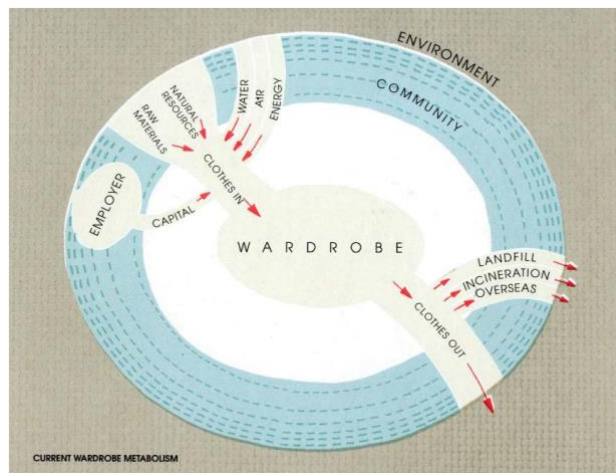 ENVIRONMENT
COMMUNITY
WATER
AIR
ENERGY
NATURAL
RESOURCES
RAW
MATERIALS
CLOTHES IN
EMPLOYER
CAPITAL
WARDROBE
LANDFILL
INCINERATION
OVERSEAS
CLOTHES OUT
CURRENT WARDROBE METABOLISM